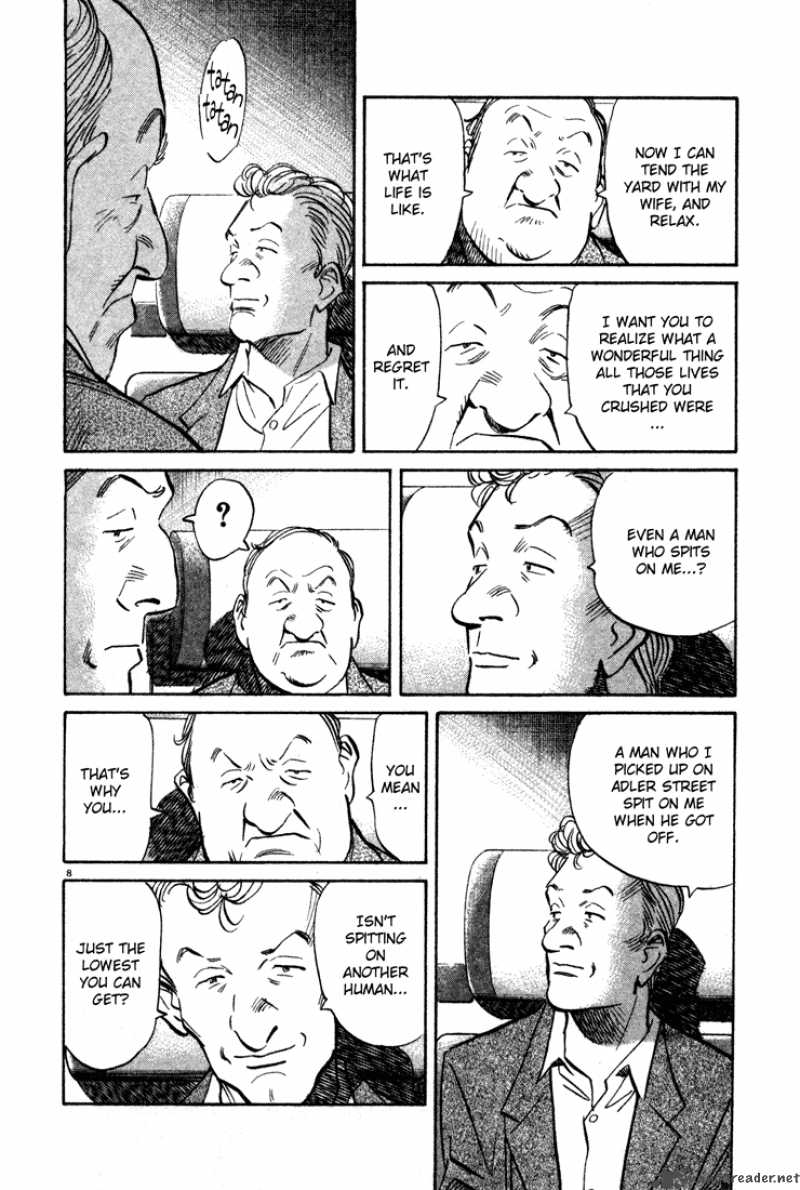 NOW I CAN
TEND THE
YARD WITH MY
WIFE, AND
RELAX.
THAT'S
WHAT
LIFE IS
LIKE.
tatan
tatan
I WANT YOU TO
REALIZE WHAT A
WONDERFUL THING
ALL THOSE LIVES
THAT YOU
CRUSHED WERE
...
AND
REGRET
IT.
EVEN A MAN
WHO SPITS
ON ME...?
?
A MAN WHO I
PICKED UP ON
ADLER STREET
SPIT ON ME
WHEN HE GOT
OFF.
YOU
MEAN
...
THAT'S
WHY
YOU...
ISN'T
SPITTING
ON
ANOTHER
HUMAN...
JUST THE
LOWEST
YOU CAN
GET?
8
reader.net